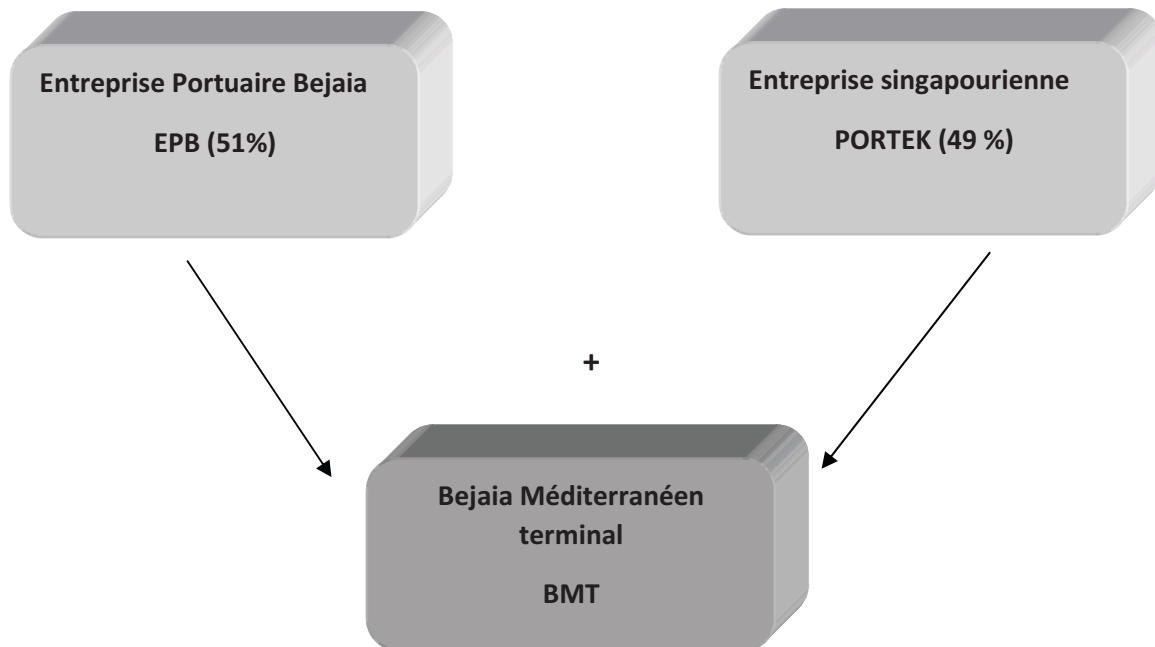 Entreprise Portuaire Bejaia
EPB (51%)
Entreprise singapourienne
PORTEK (49 %)
+
Bejaia Méditerranéen
terminal
BMT